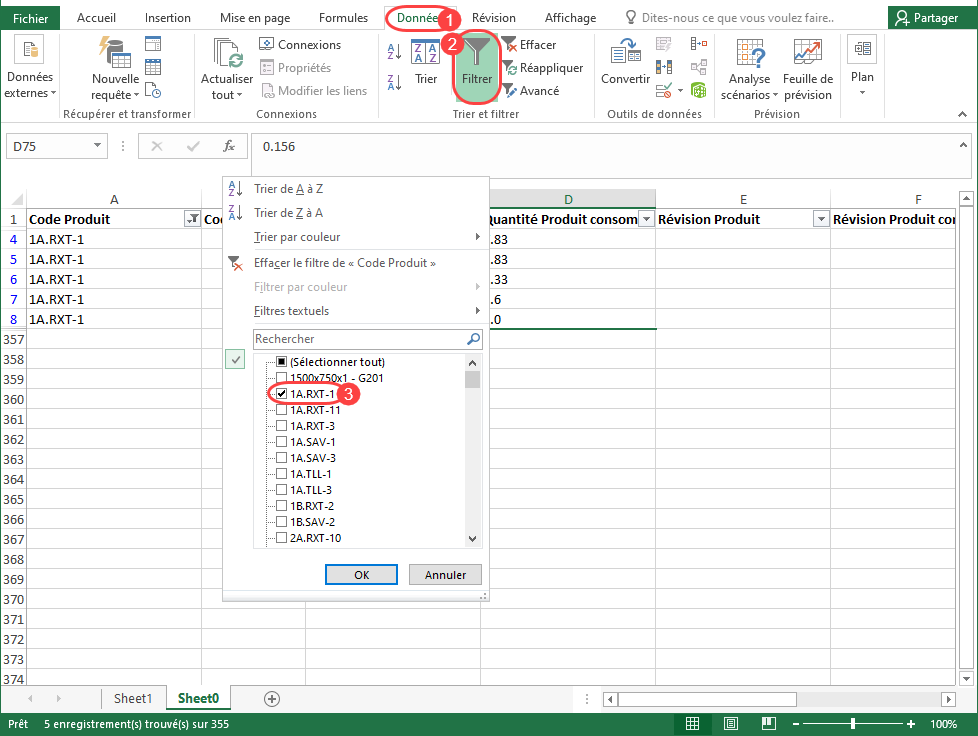 Fichier Accueil Insertion Mise en page Formules Donnée 1 Révision Affichage Dites-nous ce que vous voulez faire.. Partager
Données externes
Nouvelle requête
Récupérer et transformer
Actualiser tout
Connexions
Propriétés
Modifier les liens
Connexions
Trier
2
Filtrer
Effacer
Réappliquer
Avancé
Trier et filtrer
Convertir
Outils de données
Analyse scénarios
Feuille de prévision
Prévision
Plan
D75 fx 0.156
A D E F
1 Code Produit Co Quantité Produit consom Révision Produit Révision Produit co
4 1A.RXT-1 .83
5 1A.RXT-1 .83
6 1A.RXT-1 .33
7 1A.RXT-1 .6
8 1A.RXT-1 .0
357
358
359
360
361
362
363
364
365
366
367
368
369
370
371
372
373
374
Trier de A à Z
Trier de Z à A
Trier par couleur
Effacer le filtre de « Code Produit »
Filtrer par couleur
Filtres textuels
Rechercher
(Sélectionner tout)
1500x750x1 - G201
1A.RXT-1 3
1A.RXT-11
1A.RXT-3
1A.SAV-1
1A.SAV-3
1A.TLL-1
1A.TLL-3
1B.RXT-2
1B.SAV-2
2A.RXT-10
OK Annuler
Sheet1 Sheet0
Prêt 5 enregistrement(s) trouvé(s) sur 355 100%